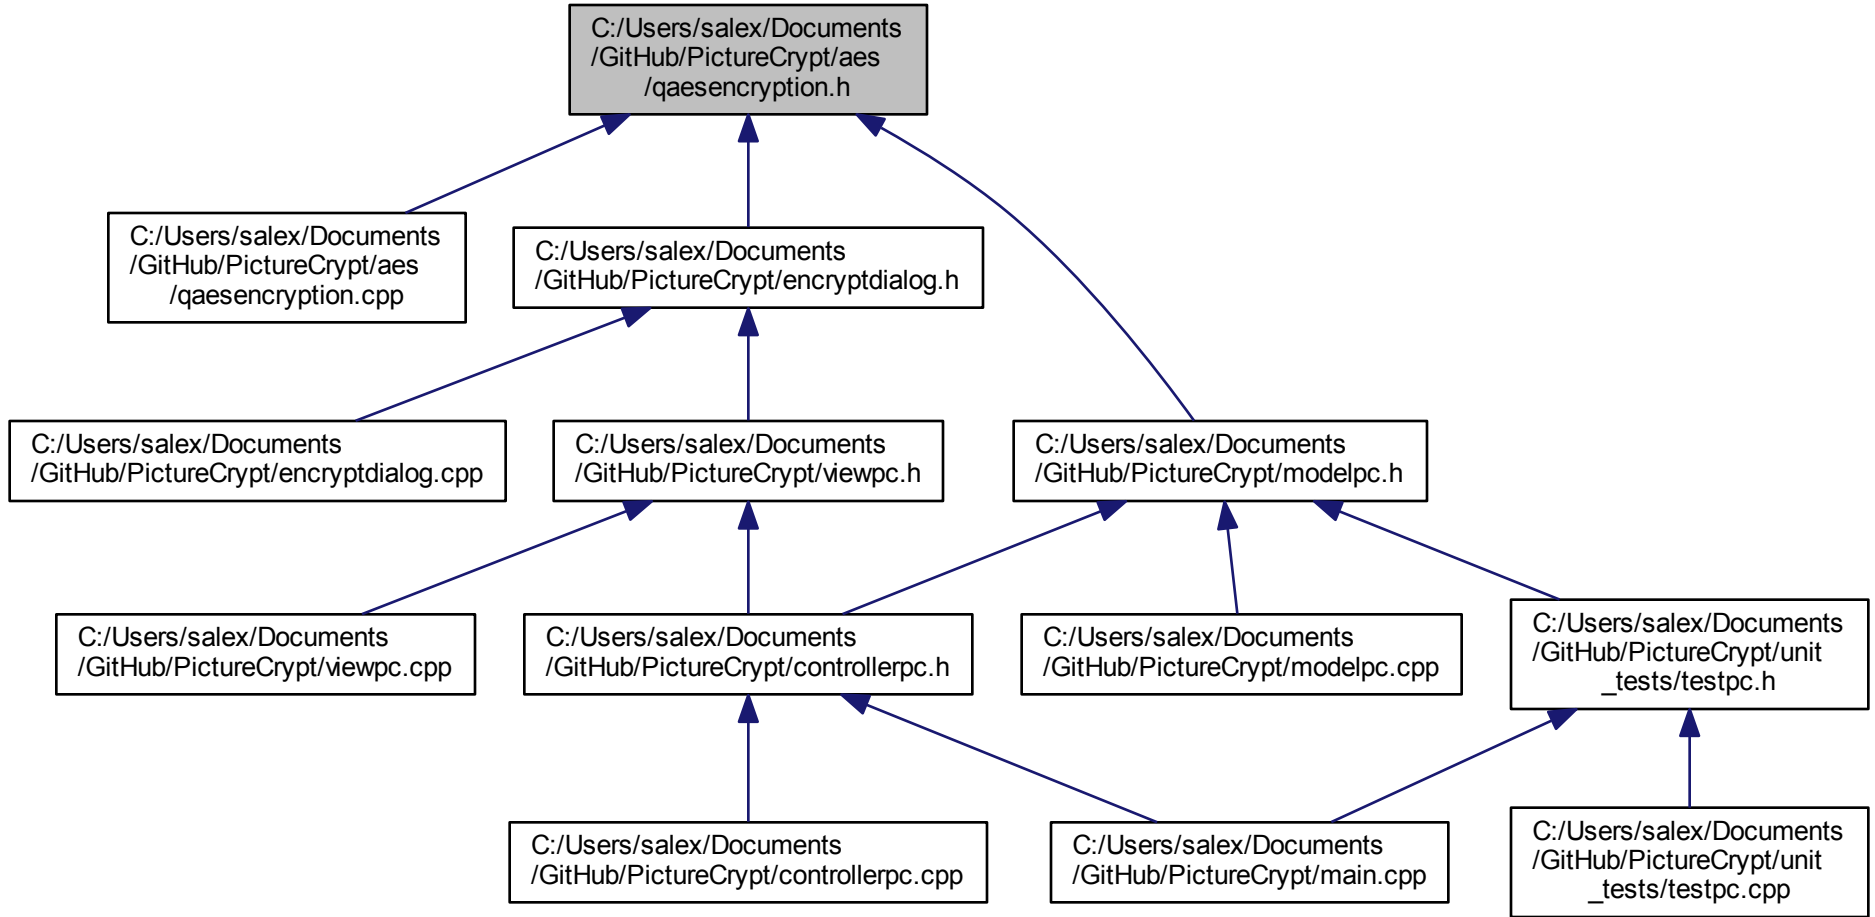 C:/Users/salex/Documents
/GitHub/PictureCrypt/aes
/qaesencryption.h
C:/Users/salex/Documents
/GitHub/PictureCrypt/aes
/qaesencryption.cpp
C:/Users/salex/Documents
/GitHub/PictureCrypt/encryptdialog.h
C:/Users/salex/Documents
/GitHub/PictureCrypt/encryptdialog.cpp
C:/Users/salex/Documents
/GitHub/PictureCrypt/viewpc.h
C:/Users/salex/Documents
/GitHub/PictureCrypt/modelpc.h
C:/Users/salex/Documents
/GitHub/PictureCrypt/viewpc.cpp
C:/Users/salex/Documents
/GitHub/PictureCrypt/controllerpc.h
C:/Users/salex/Documents
/GitHub/PictureCrypt/modelpc.cpp
C:/Users/salex/Documents
/GitHub/PictureCrypt/unit
_tests/testpc.h
C:/Users/salex/Documents
/GitHub/PictureCrypt/controllerpc.cpp
C:/Users/salex/Documents
/GitHub/PictureCrypt/main.cpp
C:/Users/salex/Documents
/GitHub/PictureCrypt/unit
_tests/testpc.cpp